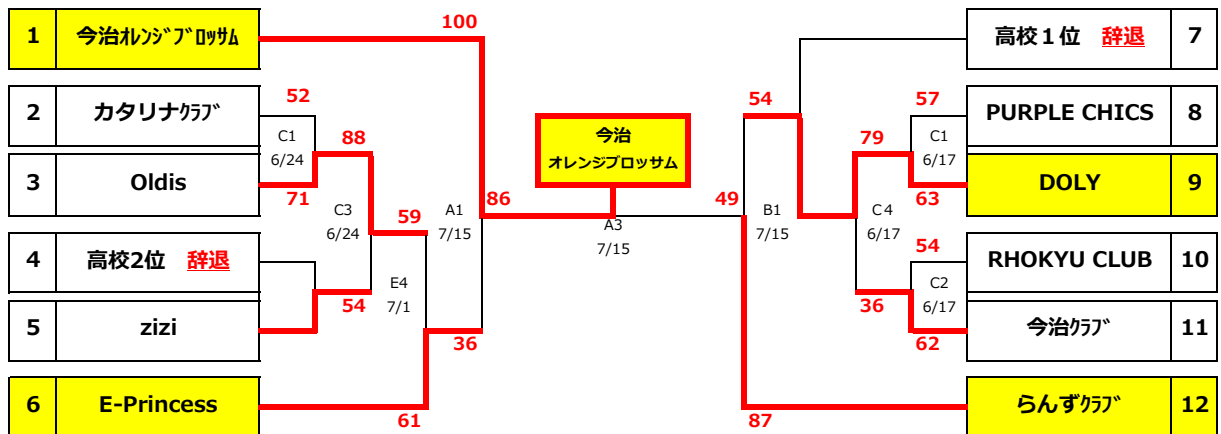 100
1 今治ｵﾚﾝｼﾞﾌﾞﾛｯｻﾑ
高校１位 辞退 7
2 カタリナｸﾗﾌﾞ
52
54
57
PURPLE CHICS 8
C1
6/24
88
今治
オレンジブロッサム
79
C1
6/17
3 Oldis
71
DOLY 9
63
C3
6/24
59
A1
7/15
86
A3
7/15
49
B1
7/15
C4
6/17
4 高校2位 辞退
54
RHOKYU CLUB 10
E4
7/1
C2
6/17
54
36
5 zizi
36
62
今治ｸﾗﾌﾞ 11
6 E-Princess
61
87
らんずｸﾗﾌﾞ 12